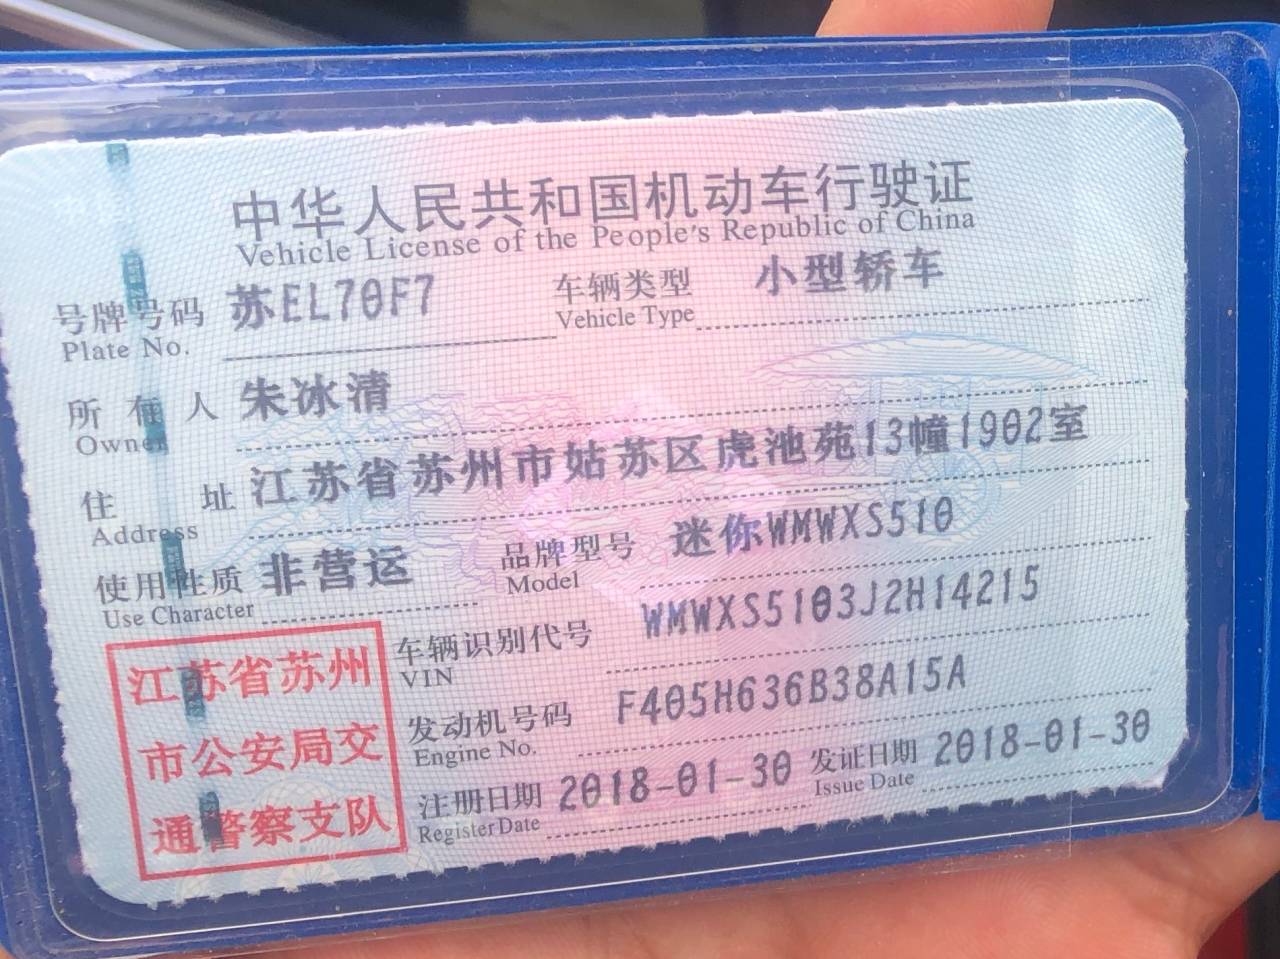 中华人民共和国机动车行驶证
Vehicle License of the People's Republic of China
号牌号码 苏EL70F7 车辆类型 小型轿车
Plate No. Vehicle Type
所有人 朱冰清
Owner
住址 江苏省苏州市姑苏区虎池苑13幢1902室
Address
使用性质 非营运 品牌型号 迷你WMWXS510
Use Character Model
江苏省苏州
市公安局交
通警察支队
车辆识别代号 WMWXS5103J2H14215
VIN
发动机号码 F405H636B38A15A
Engine No.
注册日期 2018-01-30 发证日期 2018-01-30
Register Date Issue Date